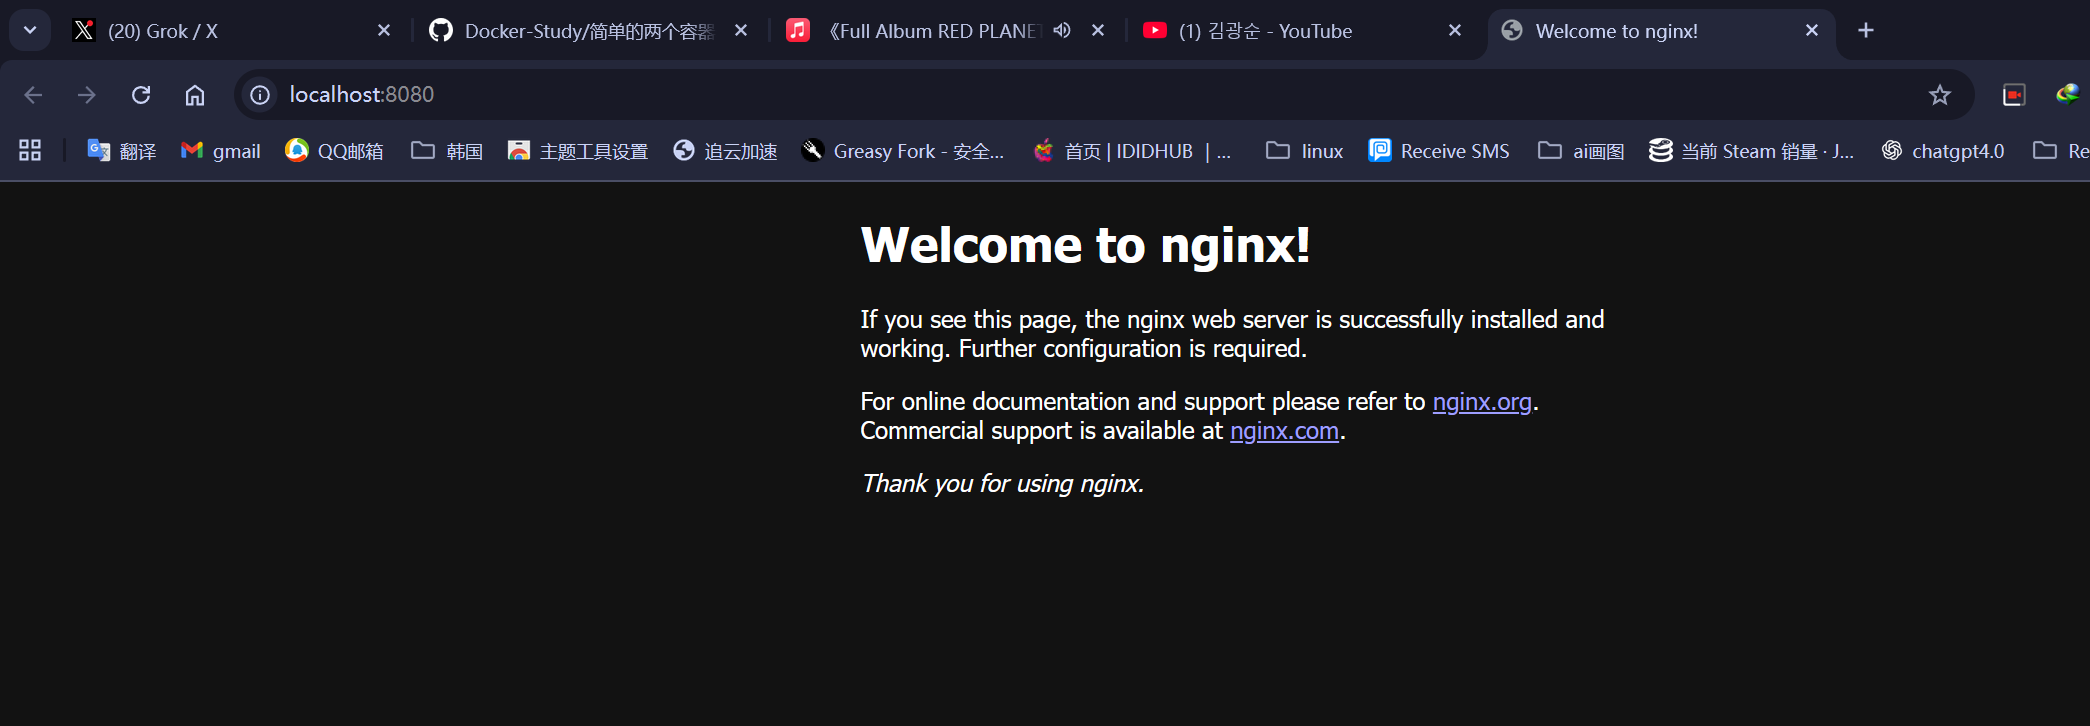 (20) Grok / X
Docker-Study/简单的两个容器
《Full Album RED PLANE
(1) 김광순 - YouTube
Welcome to nginx!
localhost:8080
翻译
gmail
QQ邮箱
韩国
主题工具设置
追云加速
Greasy Fork - 安全...
首页 | IDIDHUB | ...
linux
Receive SMS
ai画图
当前 Steam 销量 · J...
chatgpt4.0
Re
Welcome to nginx!
If you see this page, the nginx web server is successfully installed and
working. Further configuration is required.
For online documentation and support please refer to nginx.org.
Commercial support is available at nginx.com.
Thank you for using nginx.